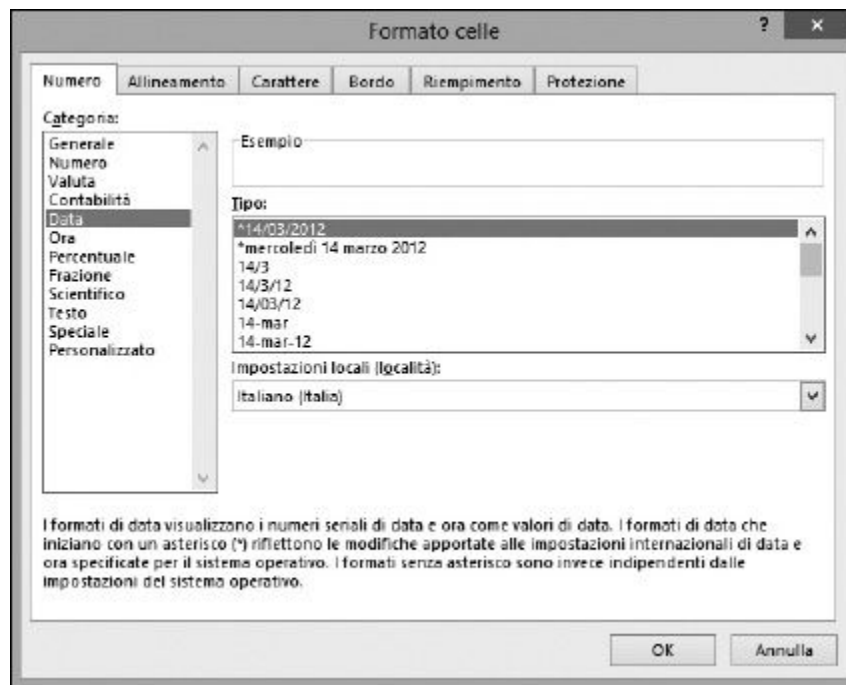 Formato celle
? ×
Numero Allineamento Carattere Bordo Riempimento Protezione
Categoria:
Generale
Numero
Valuta
Contabilità
Data
Ora
Percentuale
Frazione
Scientifico
Testo
Speciale
Personalizzato
Esempio
Tipo:
*14/03/2012
*mercoledì 14 marzo 2012
14/3
14/3/12
14/03/12
14-mar
14-mar-12
Impostazioni locali (località):
Italiano (Italia)
I formati di data visualizzano i numeri seriali di data e ora come valori di data. I formati di data che
iniziano con un asterisco (*) riflettono le modifiche apportate alle impostazioni internazionali di data e
ora specificate per il sistema operativo. I formati senza asterisco sono invece indipendenti dalle
impostazioni del sistema operativo.
OK Annulla